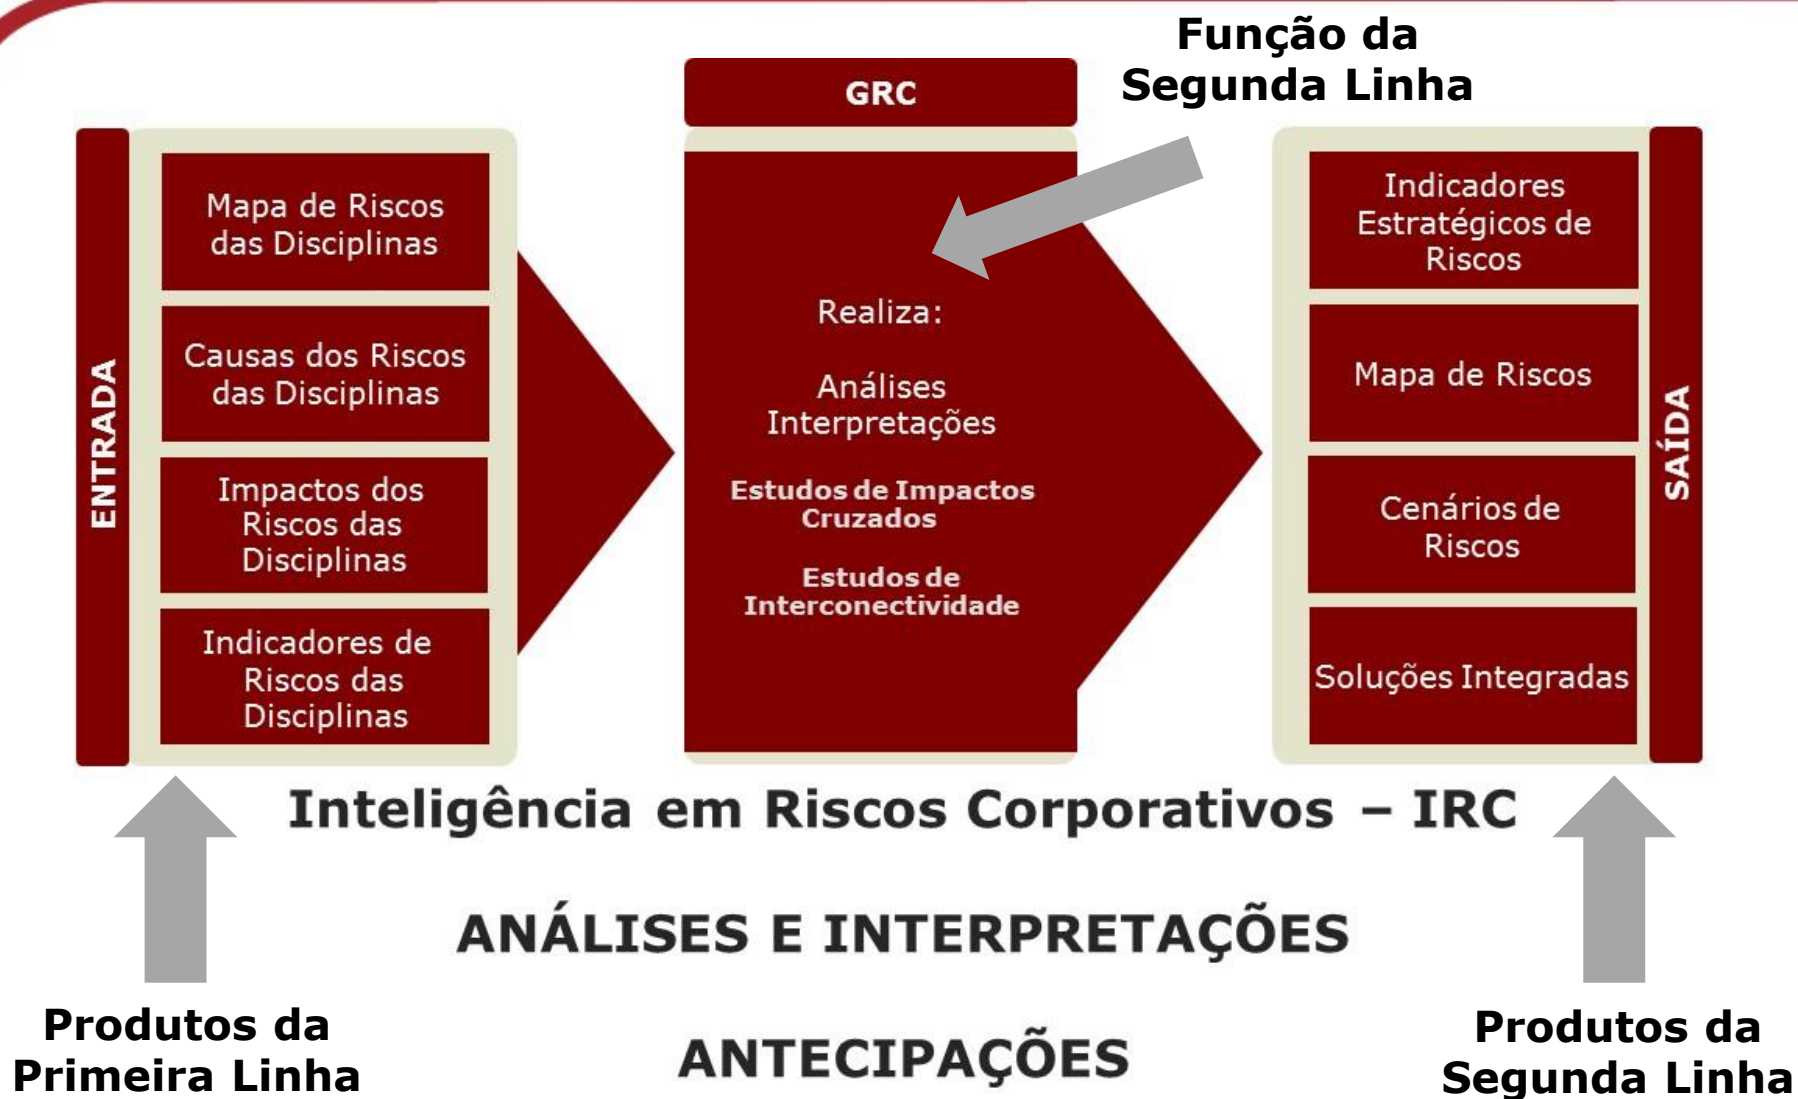 Função da
Segunda Linha
GRC
ENTRADA
Mapa de Riscos
das Disciplinas
Causas dos Riscos
das Disciplinas
Impactos dos
Riscos das
Disciplinas
Indicadores de
Riscos das
Disciplinas
Realiza:
Análises
Interpretações
Estudos de Impactos
Cruzados
Estudos de
Interconectividade
Indicadores
Estratégicos de
Riscos
Mapa de Riscos
Cenários de
Riscos
Soluções Integradas
SAÍDA
Inteligência em Riscos Corporativos – IRC
ANÁLISES E INTERPRETAÇÕES
ANTECIPAÇÕES
Produtos da
Primeira Linha
Produtos da
Segunda Linha